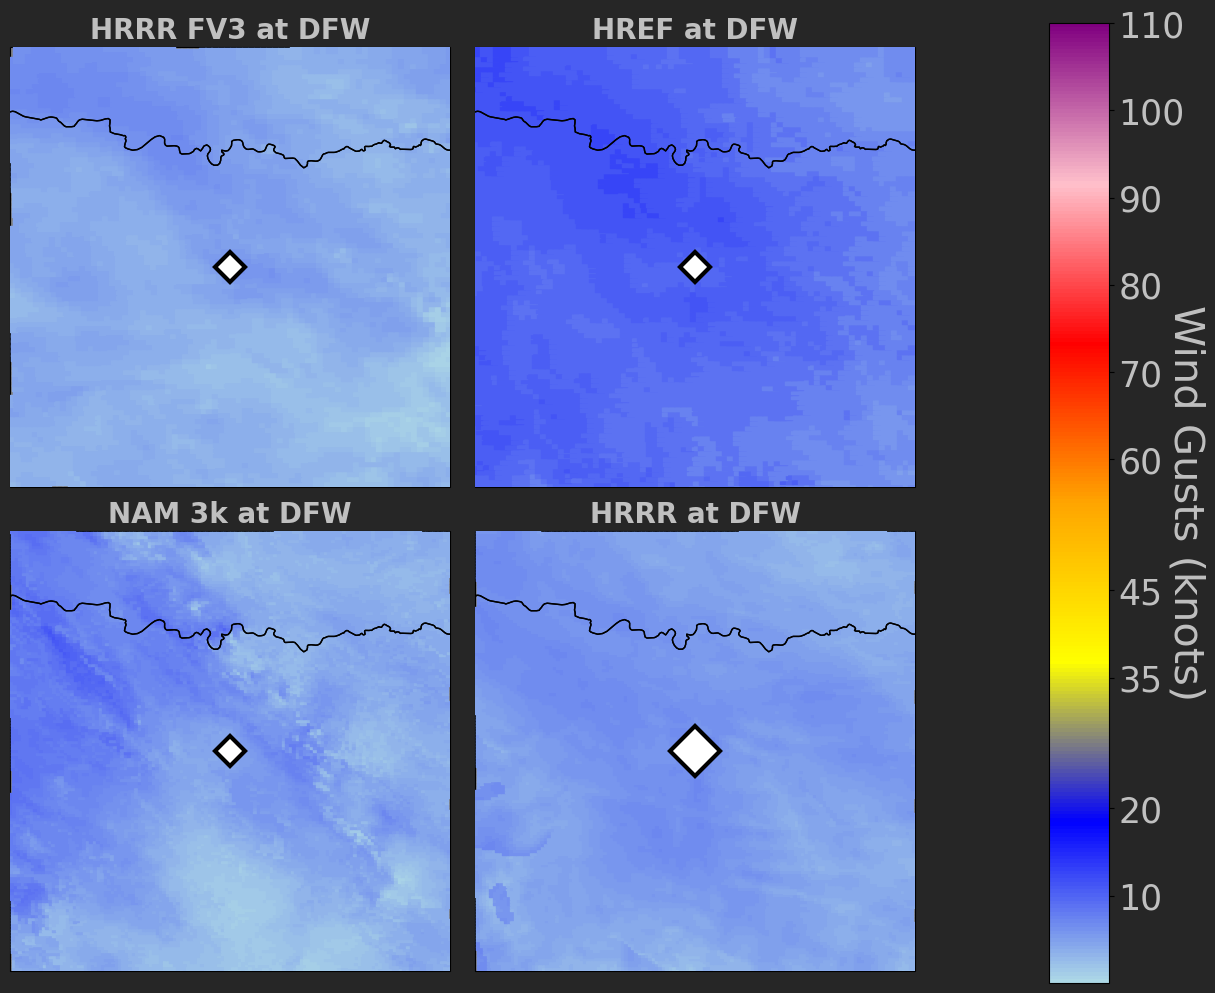 HRRR FV3 at DFW
HREF at DFW
NAM 3k at DFW
HRRR at DFW
110
100
90
80
70
60
45
35
20
10
Wind Gusts (knots)